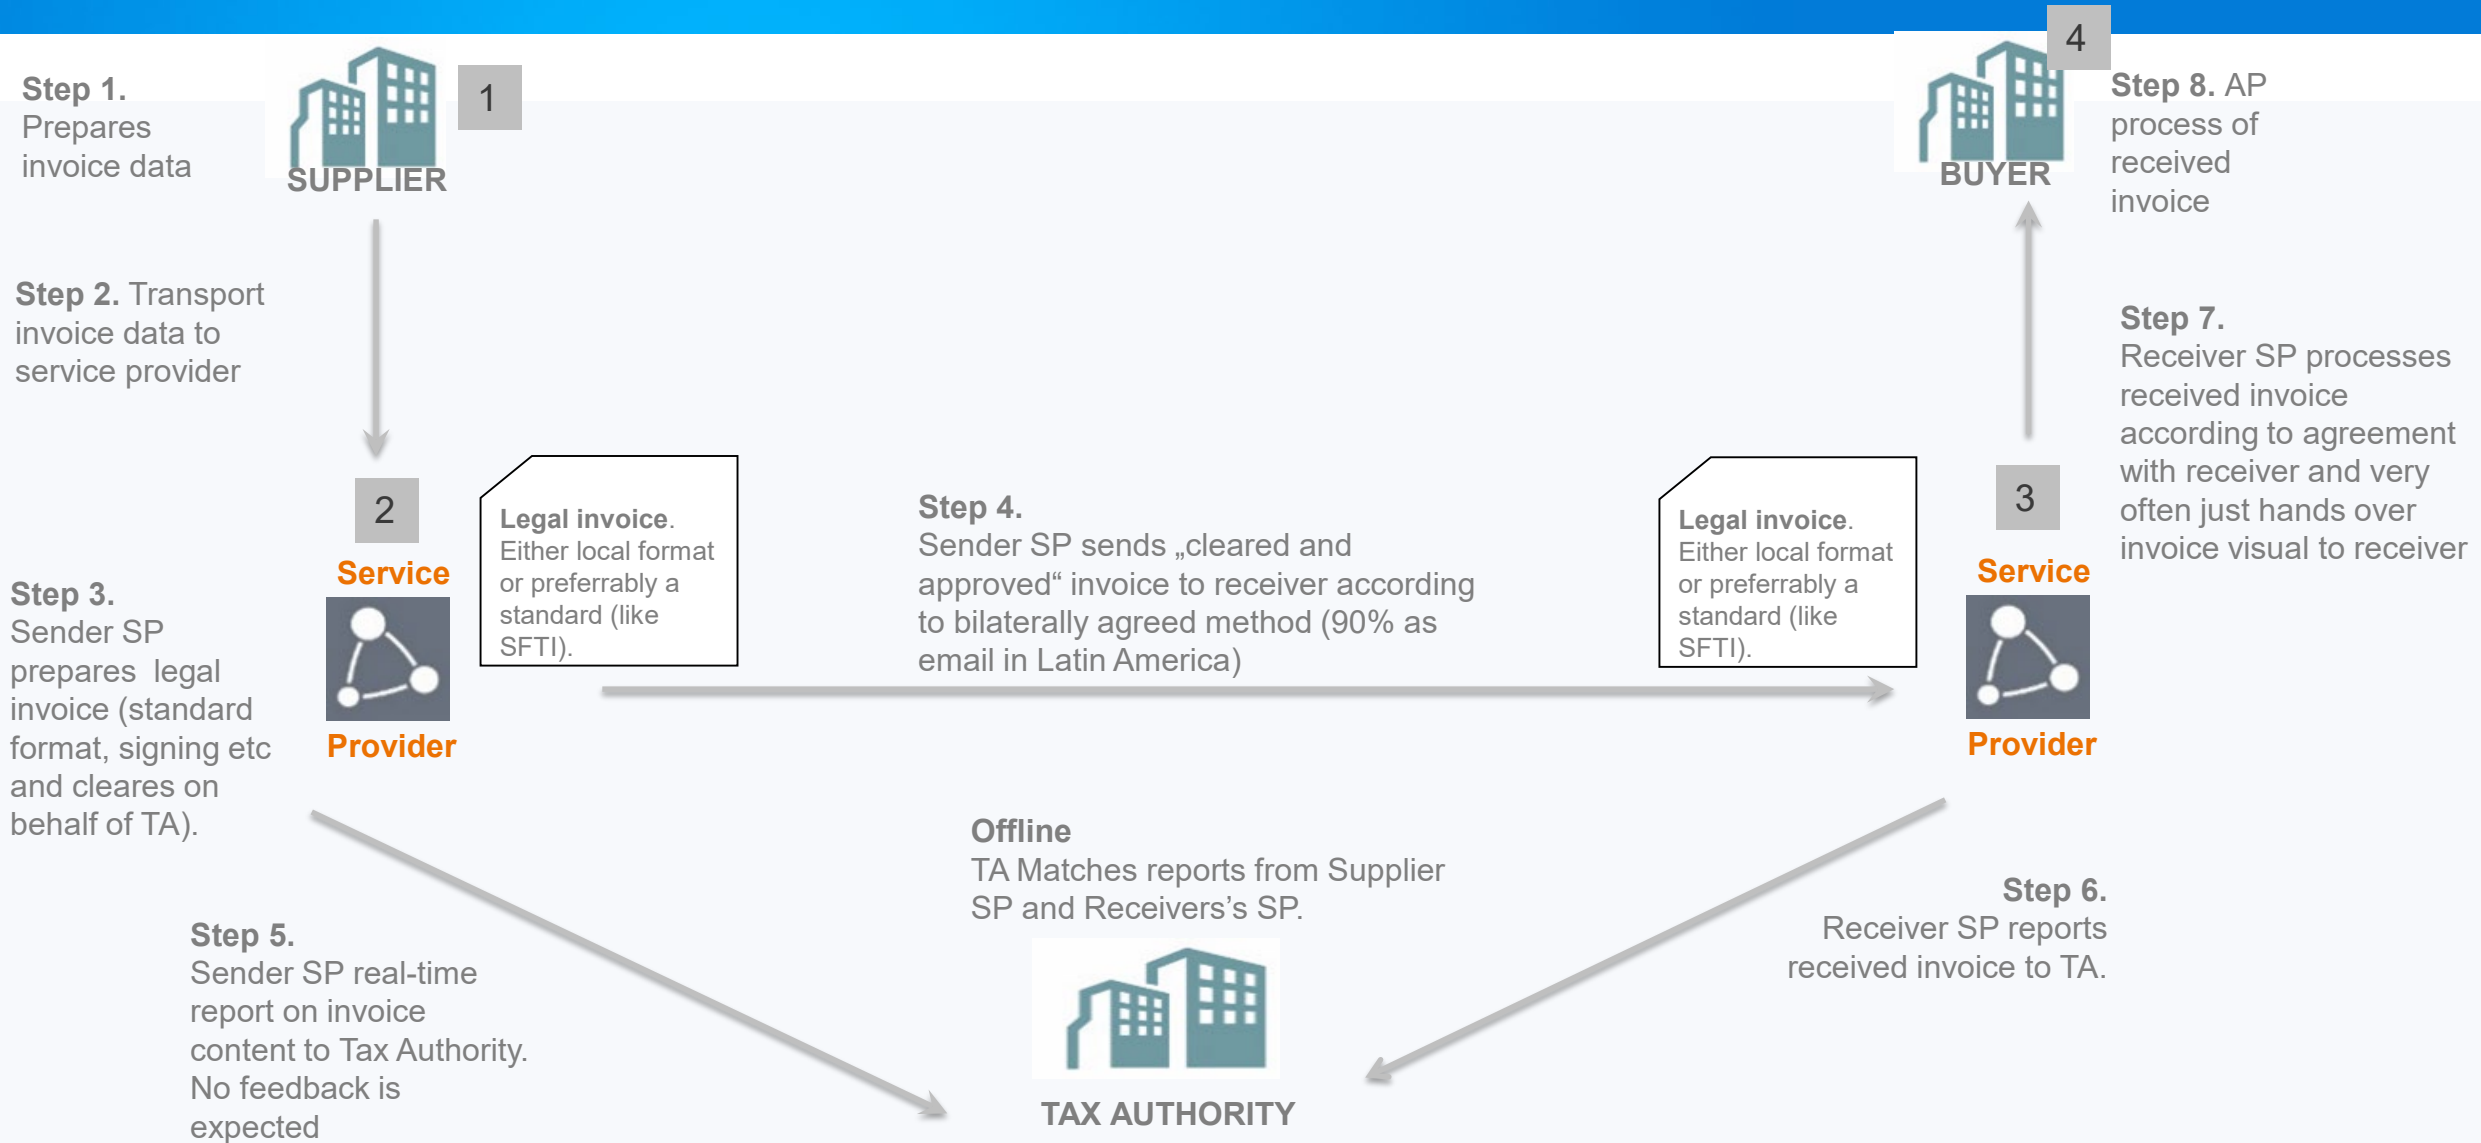 Step 1.
Prepares
invoice data
SUPPLIER
1
4
BUYER
Step 8. AP
process of
received
invoice
Step 2. Transport
invoice data to
service provider
Step 7.
Receiver SP processes
received invoice
according to agreement
with receiver and very
often just hands over
invoice visual to receiver
2
Service
Provider
Legal invoice.
Either local format
or preferrably a
standard (like
SFTI).
Step 4.
Sender SP sends „cleared and
approved“ invoice to receiver according
to bilaterally agreed method (90% as
email in Latin America)
Legal invoice.
Either local format
or preferrably a
standard (like
SFTI).
3
Service
Provider
Step 3.
Sender SP
prepares legal
invoice (standard
format, signing etc
and cleares on
behalf of TA).
Offline
TA Matches reports from Supplier
SP and Receivers’s SP.
Step 6.
Receiver SP reports
received invoice to TA.
Step 5.
Sender SP real-time
report on invoice
content to Tax Authority.
No feedback is
expected
TAX AUTHORITY